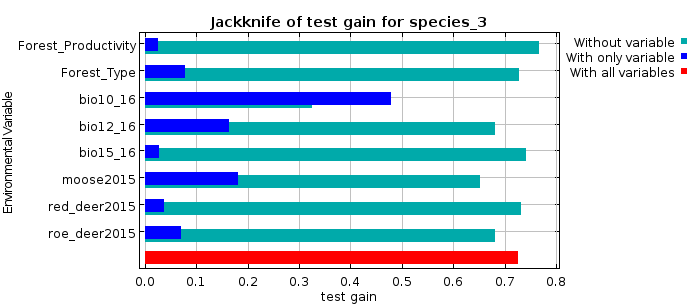 Jackknife of test gain for species_3
Without variable
With only variable
With all variables
Environmental Variable
Forest_Productivity
Forest_Type
bio10_16
bio12_16
bio15_16
moose2015
red_deer2015
roe_deer2015
0.0 0.1 0.2 0.3 0.4 0.5 0.6 0.7 0.8
test gain